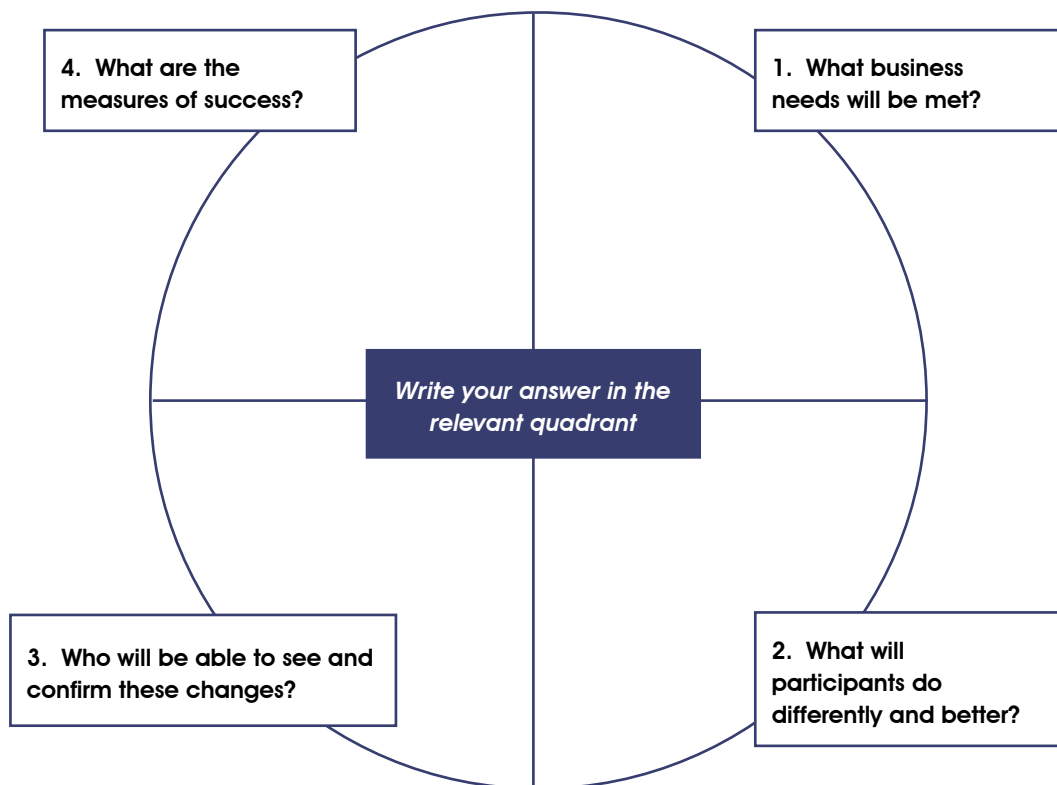 4. What are the
measures of success?
1. What business
needs will be met?
Write your answer in the
relevant quadrant
3. Who will be able to see and
confirm these changes?
2. What will
participants do
differently and better?